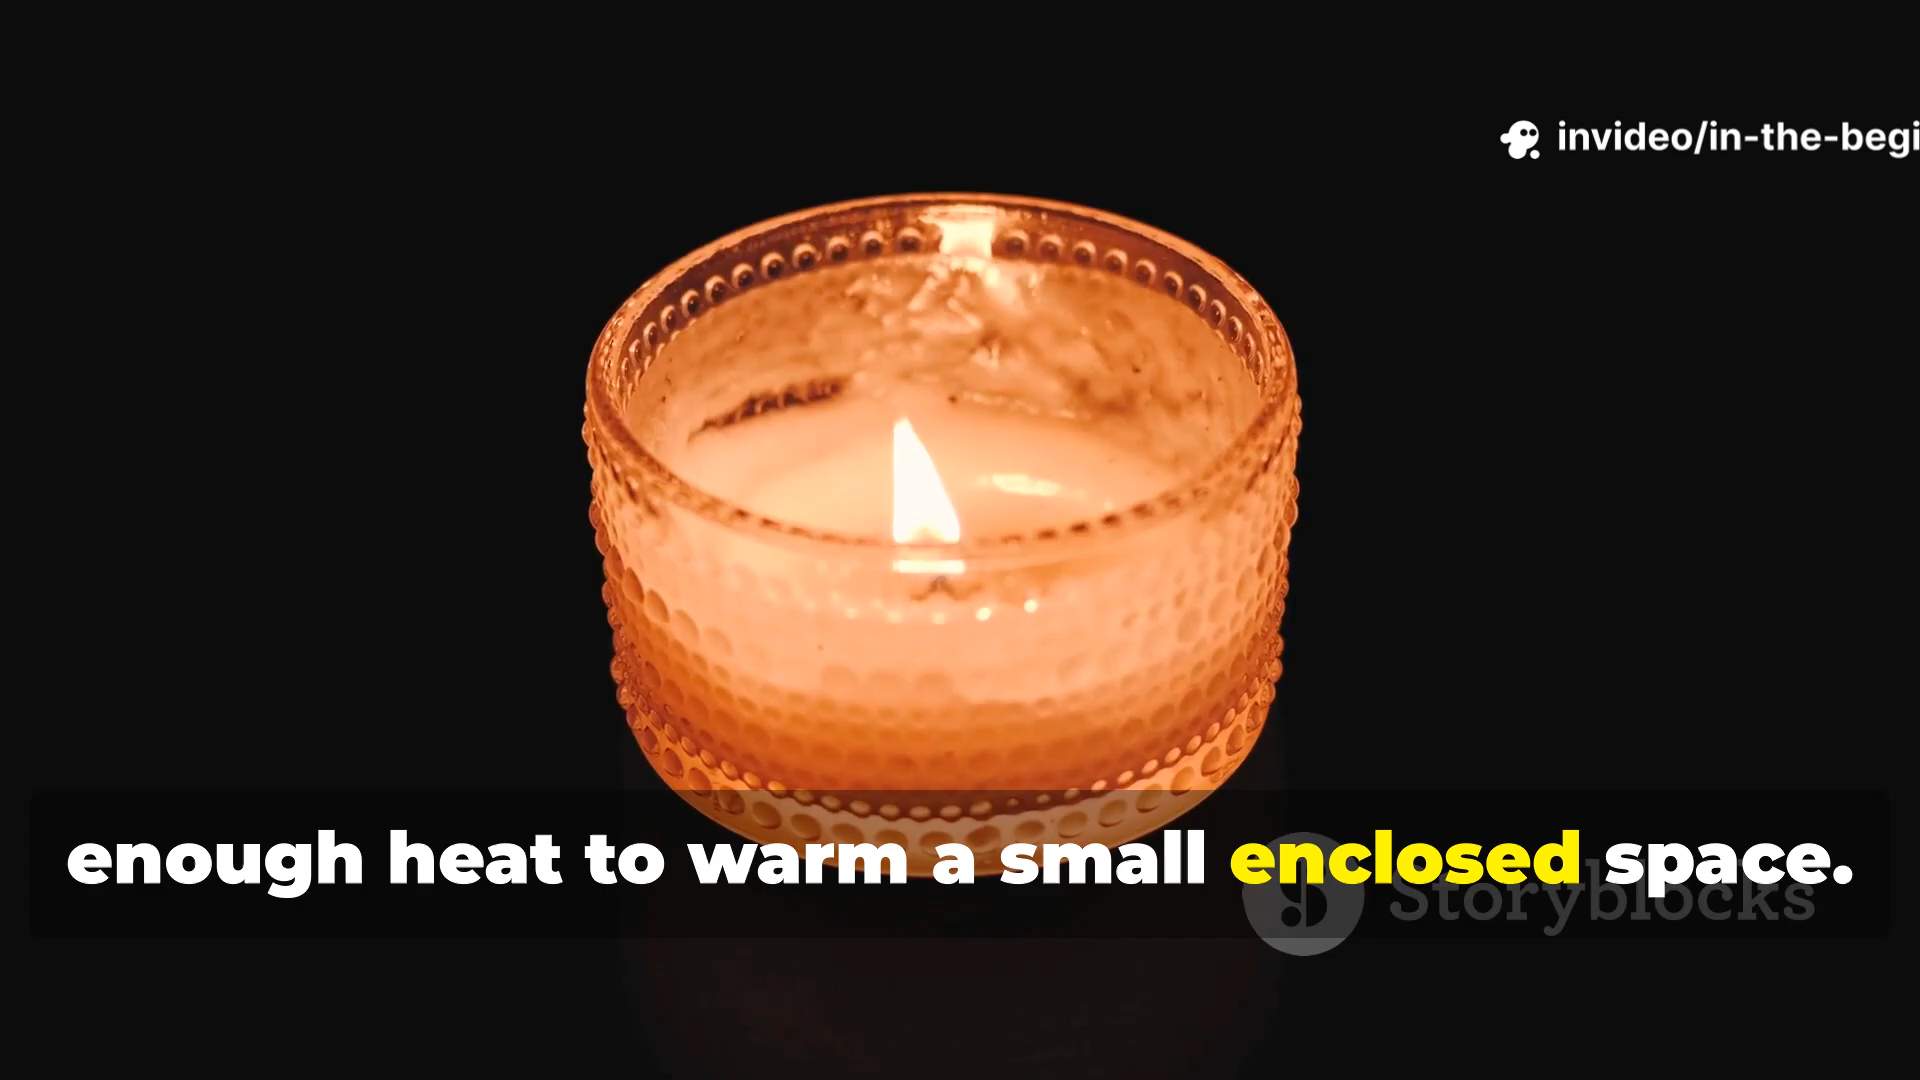 invideo/in-the-begi
enough heat to warm a small enclosed space.
Storyblocks